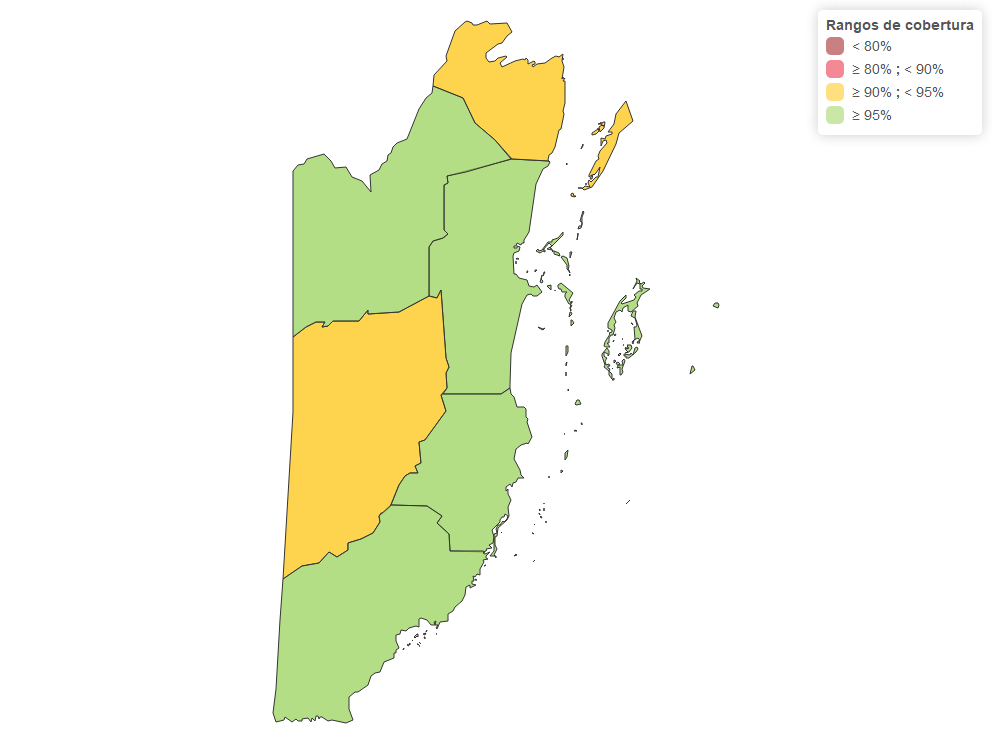 Rangos de cobertura
< 80%
≥ 80% ; < 90%
≥ 90% ; < 95%
≥ 95%